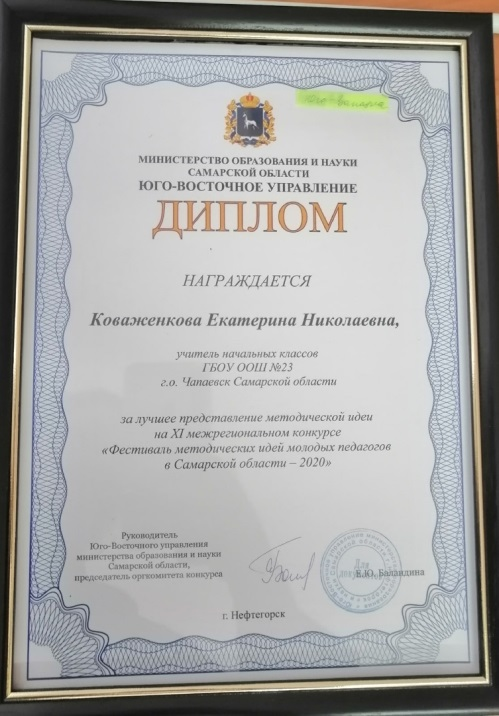 МИНИСТЕРСТВО ОБРАЗОВАНИЯ И НАУКИ
САМАРСКОЙ ОБЛАСТИ
ЮГО-ВОСТОЧНОЕ УПРАВЛЕНИЕ
ДИПЛОМ
НАГРАЖДАЕТСЯ
Коваженкова Екатерина Николаевна,
учитель начальных классов
ГБОУ ООШ №23
г.о. Чапаевск Самарской области
за лучшее представление методической идеи
на XI межрегиональном конкурсе
«Фестиваль методических идей молодых педагогов
в Самарской области – 2020»
Руководитель
Юго-Восточного управления
министерства образования и науки
Самарской области,
председатель оргкомитета конкурса
Для
Е.Ю. Баландина
г. Нефтегорск